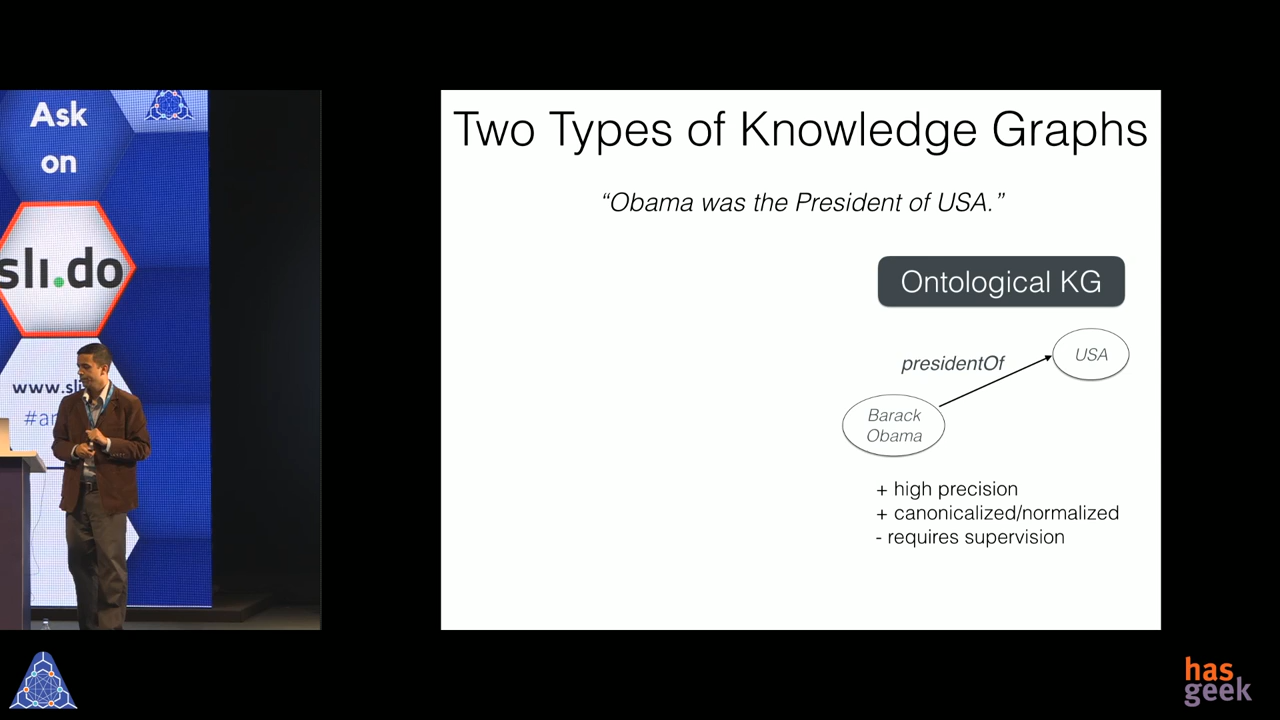 Ask
on
sli.do
www.sli
#an
Two Types of Knowledge Graphs
“Obama was the President of USA.”
Ontological KG
presidentOf
USA
Barack
Obama
+ high precision
+ canonicalized/normalized
- requires supervision
has
geek